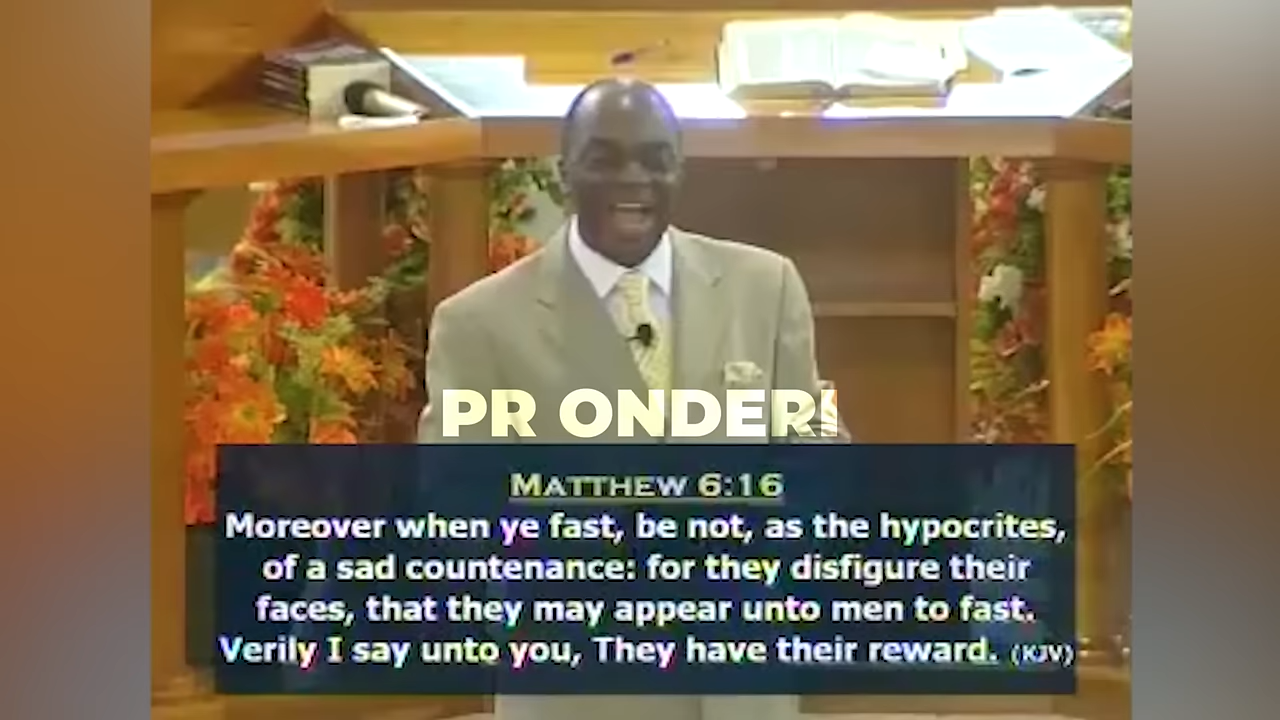 PR ONDERI
MATTHEW 6:16
Moreover when ye fast, be not, as the hypocrites,
of a sad countenance: for they disfigure their
faces, that they may appear unto men to fast.
Verily I say unto you, They have their reward. (KJV)